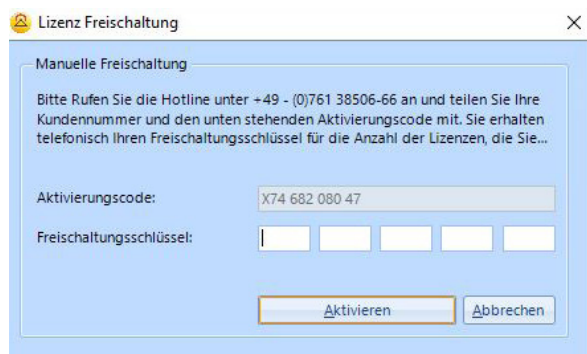 Lizenz Freischaltung
Manuelle Freischaltung
Bitte Rufen Sie die Hotline unter +49 - (0)761 38506-66 an und teilen Sie Ihre
Kundennummer und den unten stehenden Aktivierungscode mit. Sie erhalten
telefonisch Ihren Freischaltungsschlüssel für die Anzahl der Lizenzen, die Sie...
Aktivierungscode: X74 682 080 47
Freischaltungsschlüssel:
Aktivieren Abbrechen